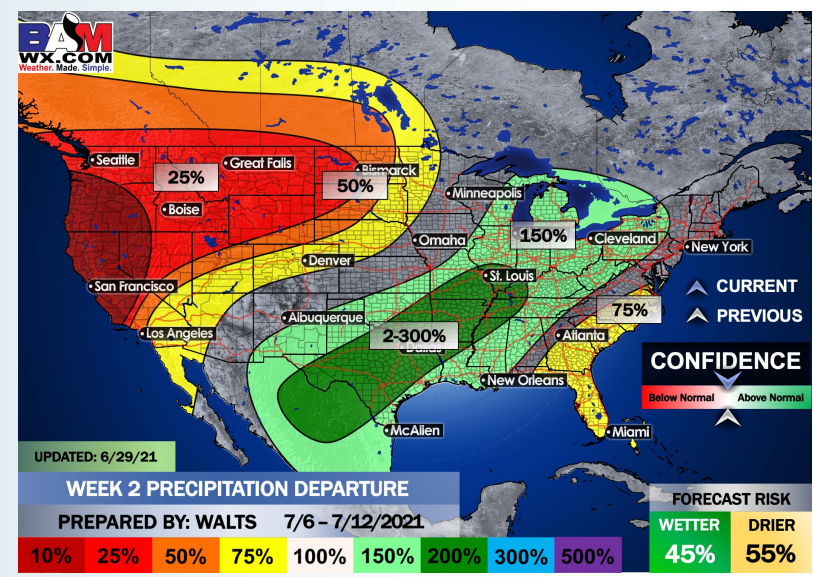 BAM
WX.COM
Weather. Made. Simple.
Seattle
Great Falls
25%
Bismarck
50%
Minneapolis
Boise
150%
Cleveland
Omaha
New York
Denver
St. Louis
San Francisco
CURRENT
75%
PREVIOUS
Albuquerque
Los Angeles
2-300%
Atlanta
Dallas
CONFIDENCE
New Orleans
Below Normal
Above Normal
McAllen
Miami
UPDATED: 6/29/21
WEEK 2 PRECIPITATION DEPARTURE
PREPARED BY: WALTS 7/6 – 7/12/2021
FORECAST RISK
WETTER DRIER
45% 55%
10% 25% 50% 75% 100% 150% 200% 300% 500%